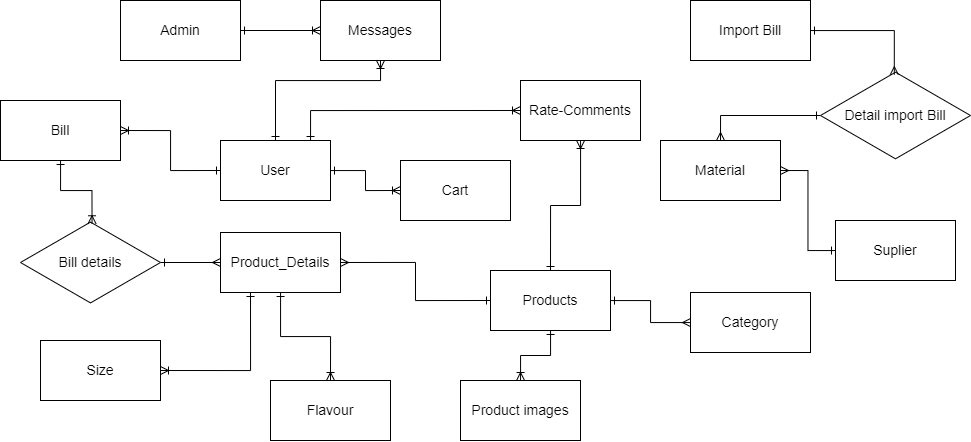 Admin
Messages
Import Bill
Rate-Comments
Detail import Bill
Bill
User
Material
Cart
Suplier
Bill details
Product_Details
Products
Category
Size
Flavour
Product images